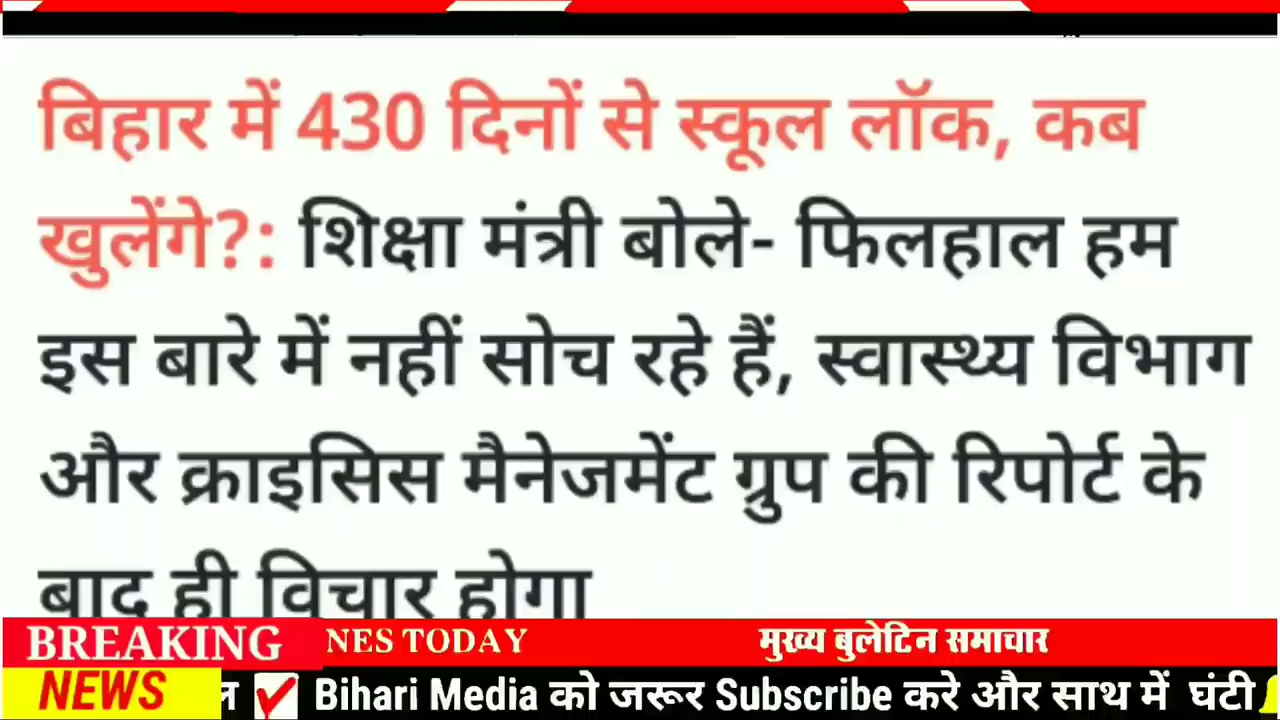 बिहार में 430 दिनों से स्कूल लॉक, कब
खुलेंगे?: शिक्षा मंत्री बोले- फिलहाल हम
इस बारे में नहीं सोच रहे हैं, स्वास्थ्य विभाग
और क्राइसिस मैनेजमेंट ग्रुप की रिपोर्ट के
बाद ही विचार होगा
BREAKING NES TODAY मुख्य बुलेटिन समाचार
NEWS ल Bihari Media को जरूर Subscribe करे और साथ में घंटी